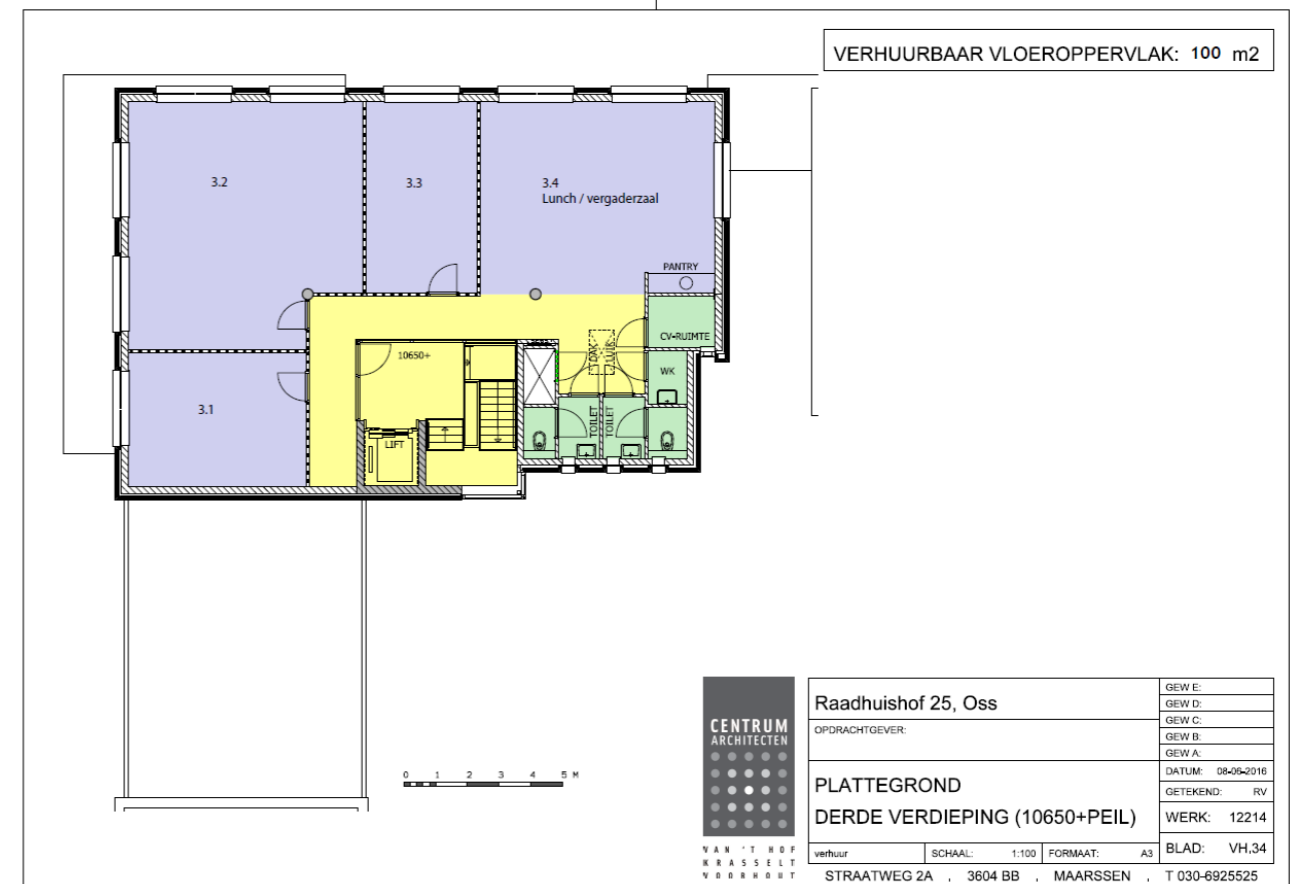 VERHUURBAAR VLOEROPPERVLAK: 100 m2
3.2
3.3
3.4
Lunch / vergaderzaal
PANTRY
CV-RUIMTE
DAK
LUIK
10650+
WK
3.1
TOILET
TOILET
LIFT
0 1 2 3 4 5 M
CENTRUM
ARCHITECTEN
VAN 'T HOF
KRASSELT
VOORHOUT
Raadhuishof 25, Oss
OPDRACHTGEVER:
PLATTEGROND
DERDE VERDIEPING (10650+PEIL)
verhuur SCHAAL: 1:100 FORMAAT: A3
GEW E:
GEW D:
GEW C:
GEW B:
GEW A:
DATUM: 08-06-2016
GETEKEND: RV
WERK: 12214
BLAD: VH,34
STRAATWEG 2A , 3604 BB , MAARSSEN , T 030-6925525